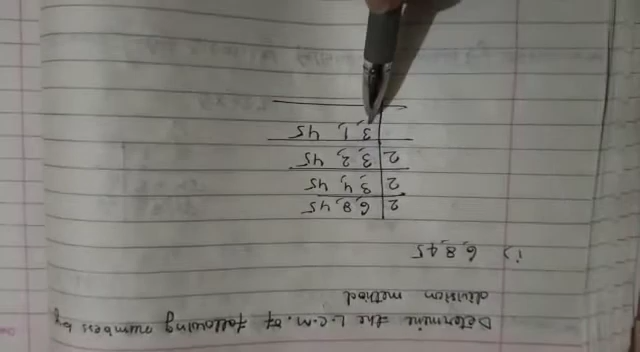 Determine the L.C.M. of following numbers by
division method
i) 6,8,45
2 6,8,45
2 3,4,45
2 3,2,45
3,1,45